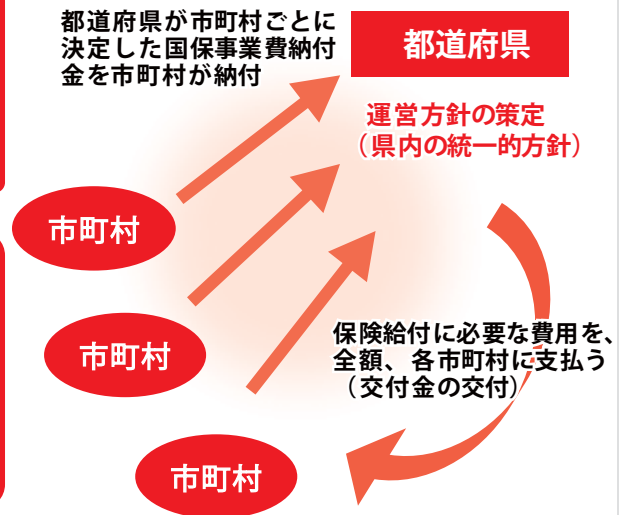 都道府県が市町村ごとに
決定した国保事業費納付
金を市町村が納付
都道府県
運営方針の策定
（県内の統一的方針）
市町村
市町村
保険給付に必要な費用を、
全額、各市町村に支払う
（交付金の交付）
市町村